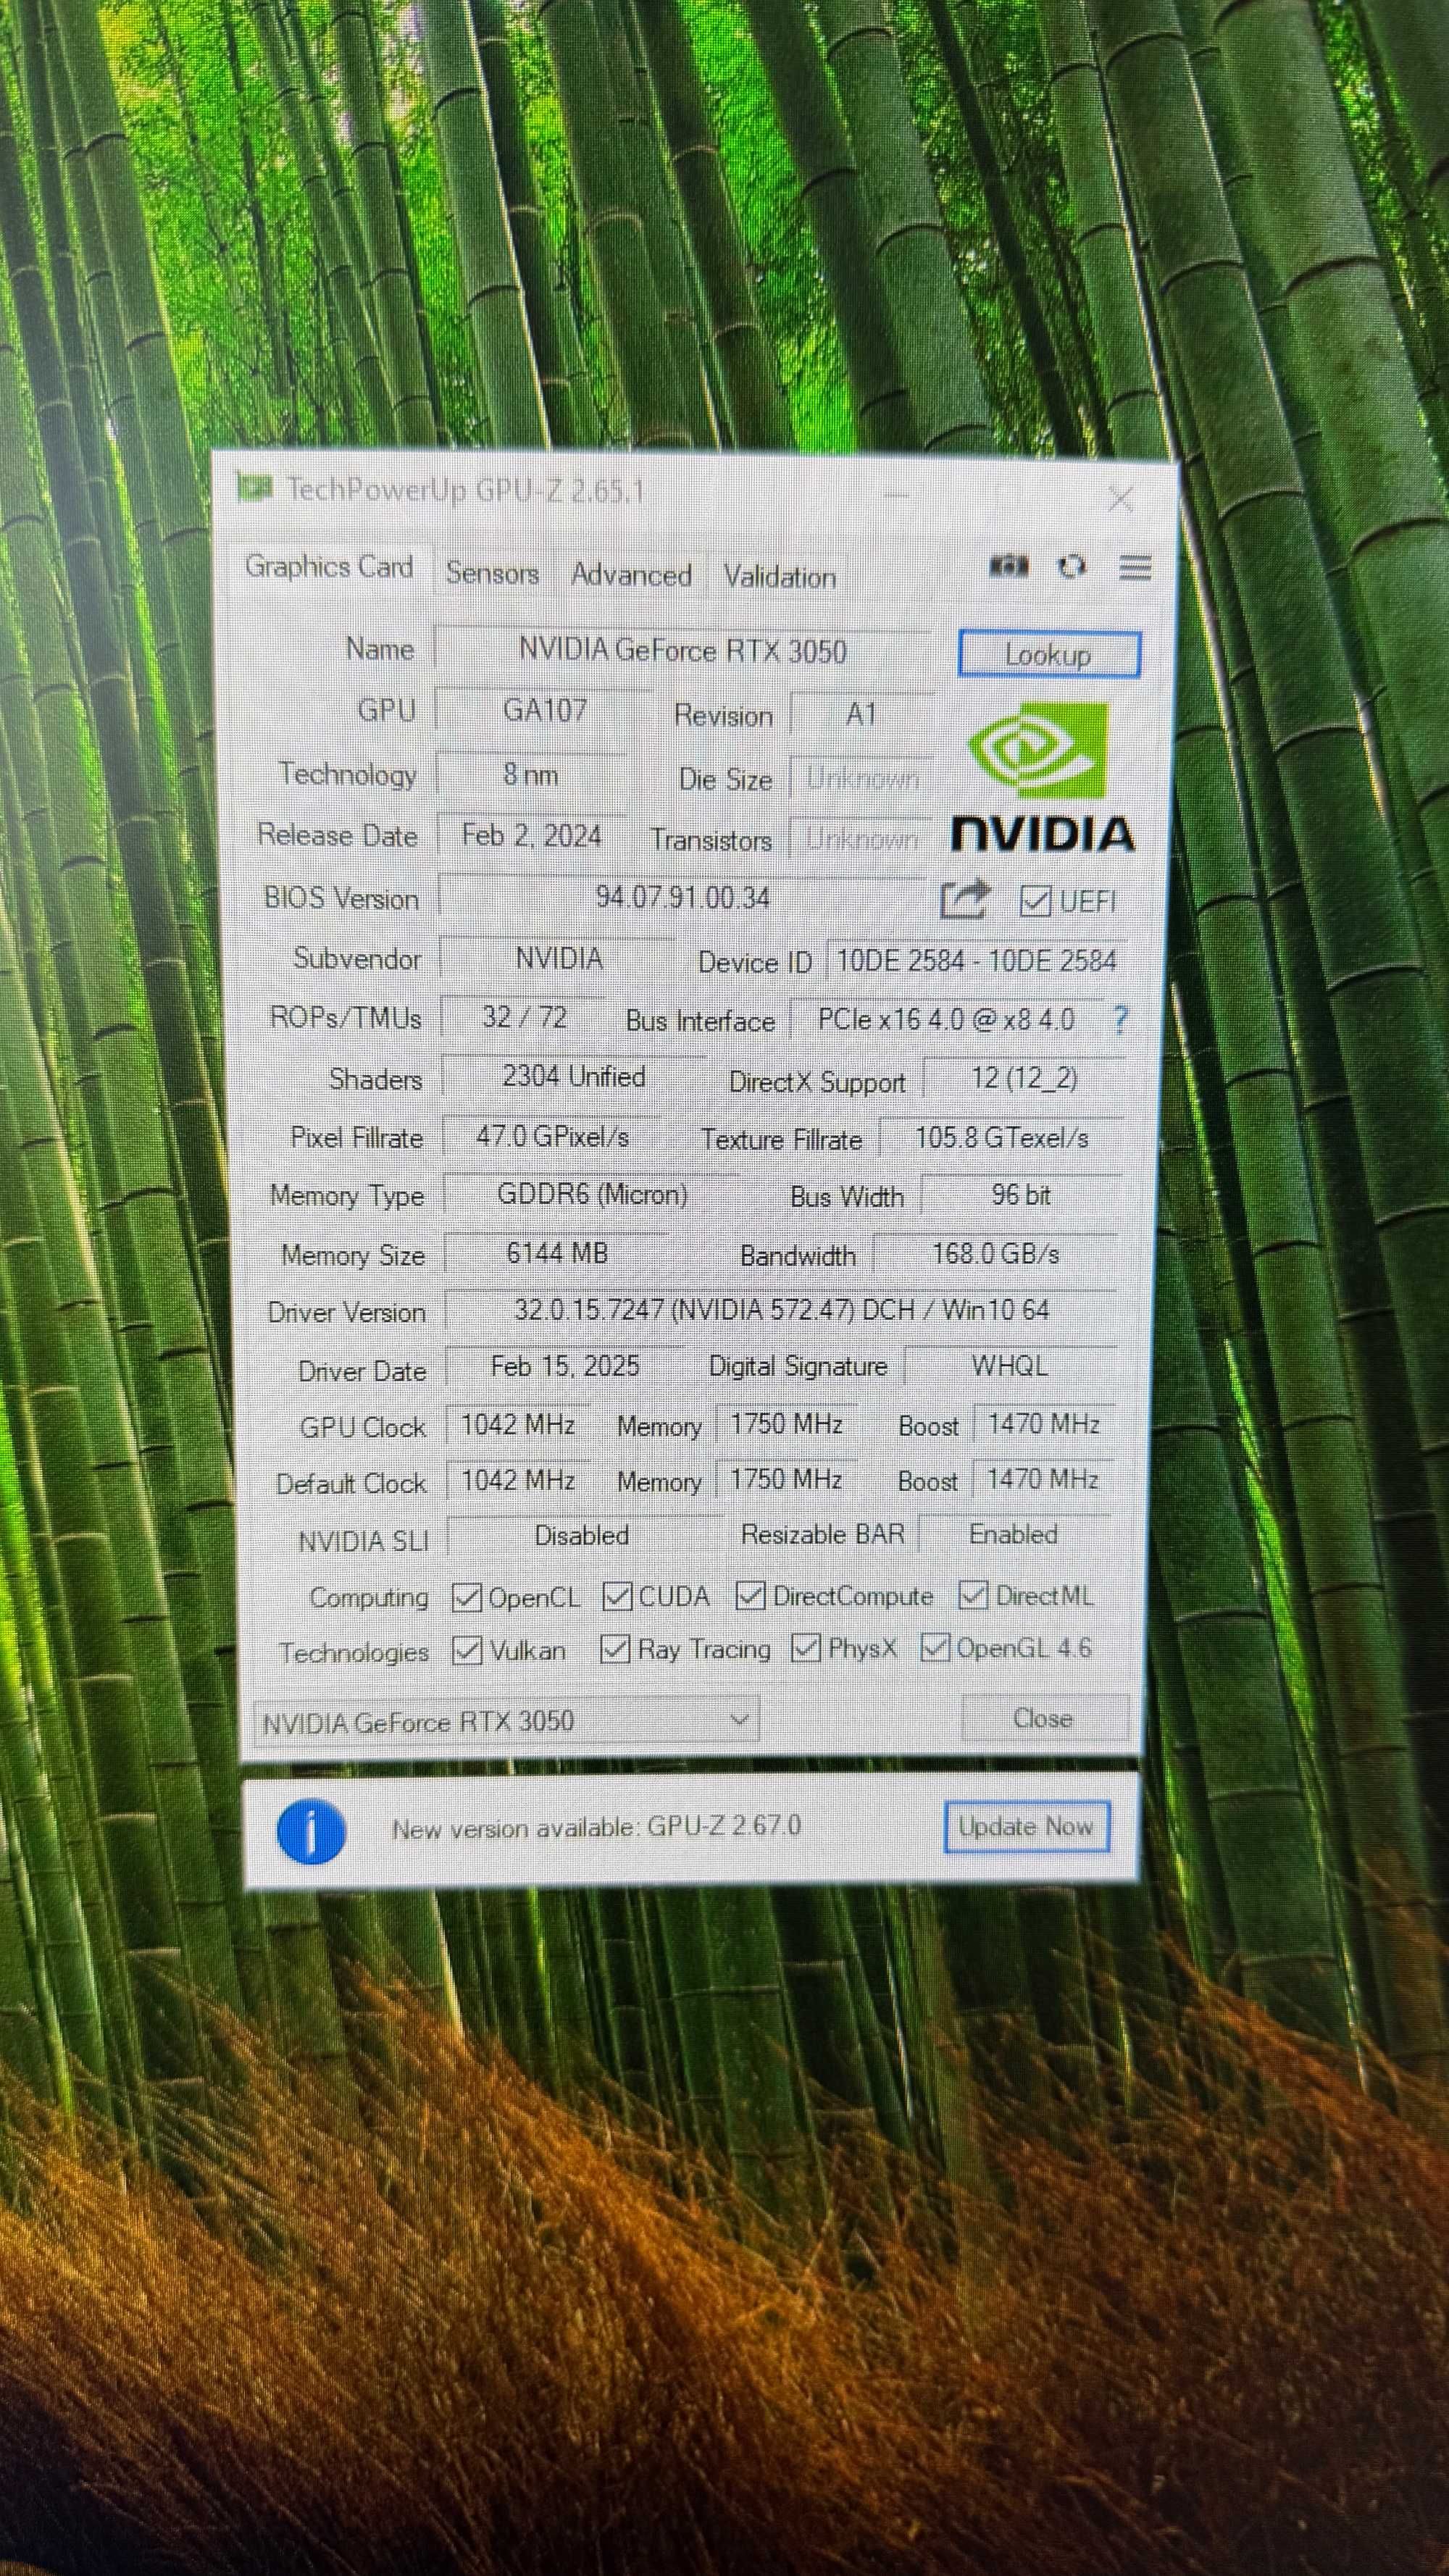 TechPowerUp GPU-Z 2.65.1
Graphics Card Sensors Advanced Validation
Name NVIDIA GeForce RTX 3050 Lookup
GPU GA107 Revision A1
Technology 8 nm Die Size Unknown
Release Date Feb 2, 2024 Transistors Unknown
NVIDIA
BIOS Version 94.07.91.00.34 UEFI
Subvendor NVIDIA Device ID 10DE 2584 - 10DE 2584
ROPs/TMUs 32 / 72 Bus Interface PCIe x16 4.0 @ x8 4.0 ?
Shaders 2304 Unified DirectX Support 12 (12_2)
Pixel Fillrate 47.0 GPixel/s Texture Fillrate 105.8 GTexel/s
Memory Type GDDR6 (Micron) Bus Width 96 bit
Memory Size 6144 MB Bandwidth 168.0 GB/s
Driver Version 32.0.15.7247 (NVIDIA 572.47) DCH / Win10 64
Driver Date Feb 15, 2025 Digital Signature WHQL
GPU Clock 1042 MHz Memory 1750 MHz Boost 1470 MHz
Default Clock 1042 MHz Memory 1750 MHz Boost 1470 MHz
NVIDIA SLI Disabled Resizable BAR Enabled
Computing OpenCL CUDA DirectCompute DirectML
Technologies Vulkan Ray Tracing PhysX OpenGL 4.6
NVIDIA GeForce RTX 3050 Close
New version available: GPU-Z 2.67.0 Update Now